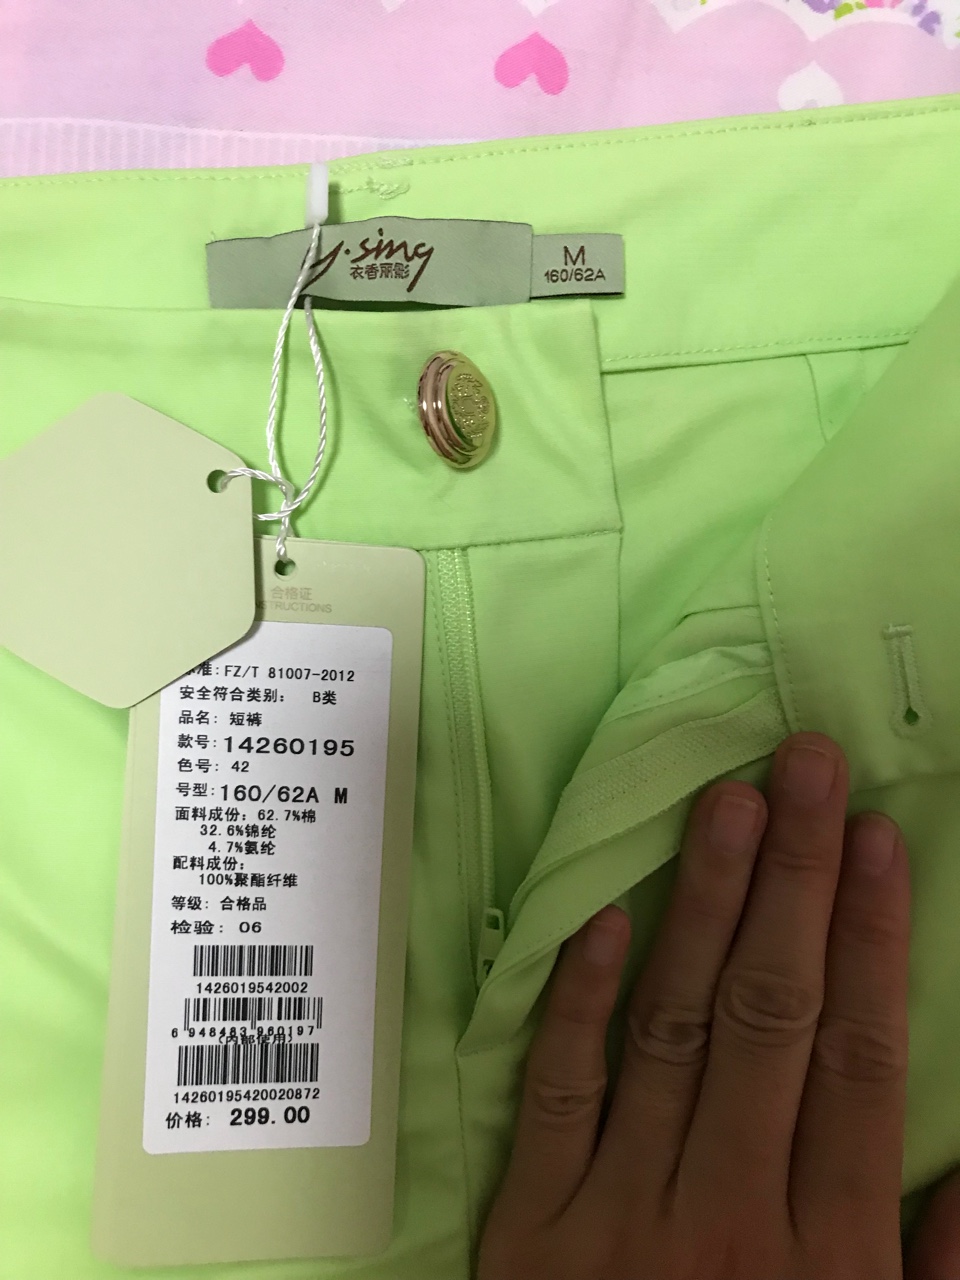 y.sing
衣香丽影
M
160/62A
合格证
INSTRUCTIONS
标准: FZ/T 81007-2012
安全符合类别: B类
品名: 短裤
款号: 14260195
色号: 42
号型: 160/62A M
面料成份: 62.7%棉
32.6%锦纶
4.7%氨纶
配料成份:
100%聚酯纤维
等级: 合格品
检验: 06
1426019542002
6 948483 960197
(内部使用)
14260195420020872
价格: 299.00